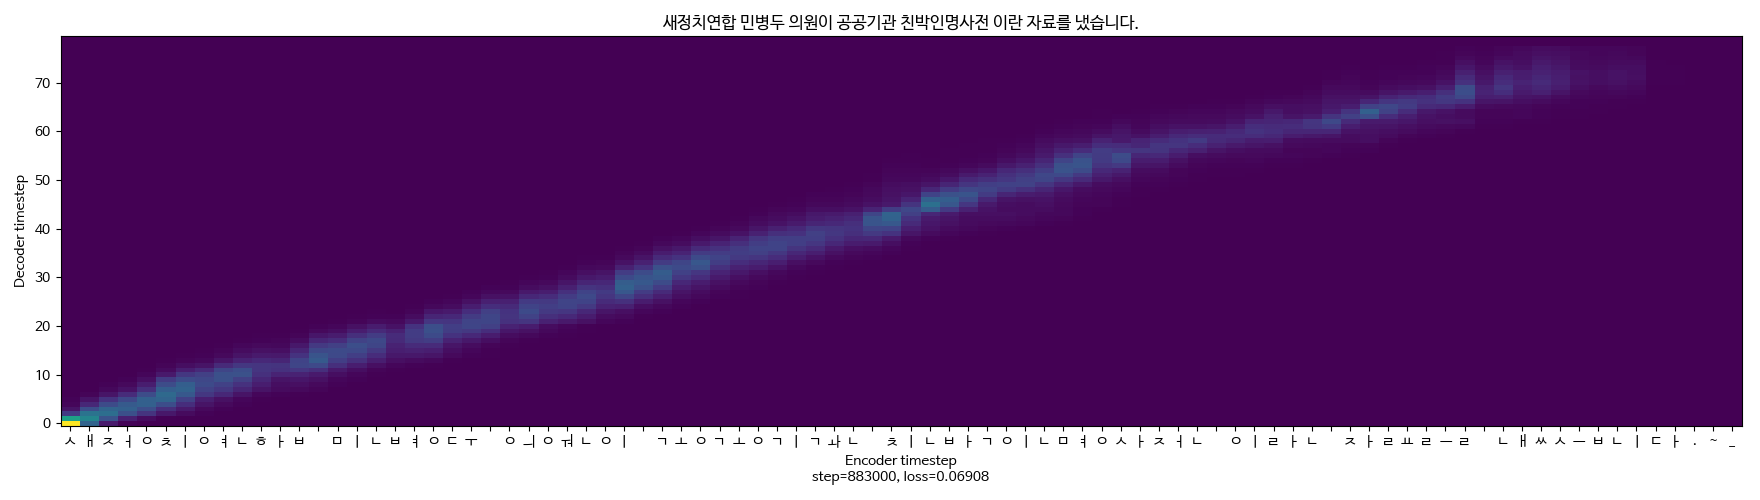 새정치연합 민병두 의원이 공공기관 친박인명사전 이란 자료를 냈습니다.
Decoder timestep
70
60
50
40
30
20
10
0
ㅅㅐㅈㅓㅇㅊㅣㅇㅕㄴㅎㅏㅂ ㅁㅣㄴㅂㅕㅇㄷㅜ ㅇㅢㅇㅝㄴㅇㅣ ㄱㅗㅇㄱㅗㅇㄱㅣㄱㅘㄴ ㅊㅣㄴㅂㅏㄱㅇㅣㄴㅁㅕㅇㅅㅏㅈㅓㄴ ㅇㅣㄹㅏㄴ ㅈㅏㄹㅛㄹㅡㄹ ㄴㅐㅆㅅㅡㅂㄴㅣㄷㅏ.~_
Encoder timestep
step=883000, loss=0.06908